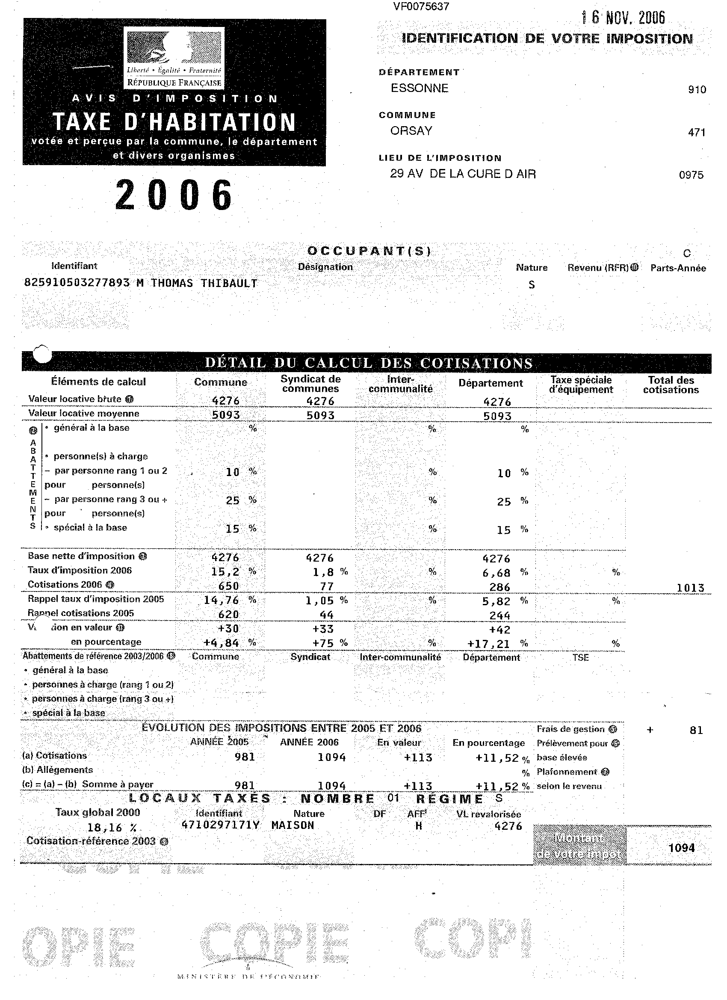 VF0075637
16 NOV. 2006
IDENTIFICATION DE VOTRE IMPOSITION
Liberté • Égalité • Fraternité
RÉPUBLIQUE FRANÇAISE
AVIS D'IMPOSITION
TAXE D'HABITATION
votée et perçue par la commune, le département
et divers organismes
2006
DÉPARTEMENT
ESSONNE 910
COMMUNE
ORSAY 471
LIEU DE L'IMPOSITION
29 AV DE LA CURE D AIR 0975
OCCUPANT(S) C
Identifiant Désignation Nature Revenu (RFR) Parts-Année
825910503277893 M THOMAS THIBAULT S
DÉTAIL DU CALCUL DES COTISATIONS
Éléments de calcul Commune Syndicat de communes Inter-communalité Département Taxe spéciale d'équipement Total des cotisations
Valeur locative brute 4276 4276 4276
Valeur locative moyenne 5093 5093 5093
ABATTEMENTS
• général à la base % % %
• personne(s) à charge
– par personne rang 1 ou 2 10 % % 10 %
pour personne(s)
– par personne rang 3 ou + 25 % % 25 %
pour personne(s)
• spécial à la base 15 % % 15 %
Base nette d'imposition 4276 4276 4276
Taux d'imposition 2006 15,2 % 1,8 % % 6,68 % %
Cotisations 2006 650 77 286 1013
Rappel taux d'imposition 2005 14,76 % 1,05 % % 5,82 % %
Rappel cotisations 2005 620 44 244
en valeur +30 +33 +42
en pourcentage +4,84 % +75 % % +17,21 % %
Abattements de référence 2003/2006 Commune Syndicat Inter-communalité Département TSE
• général à la base
• personnes à charge (rang 1 ou 2)
• personnes à charge (rang 3 ou +)
• spécial à la base
ÉVOLUTION DES IMPOSITIONS ENTRE 2005 ET 2006 Frais de gestion + 81
ANNÉE 2005 ANNÉE 2006 En valeur En pourcentage Prélèvement pour
(a) Cotisations 981 1094 +113 +11,52 % base élevée
(b) Allégements % Plafonnement
(c) = (a) – (b) Somme à payer 981 1094 +113 +11,52 % selon le revenu
LOCAUX TAXÉS : NOMBRE 01 RÉGIME S
Taux global 2000 Identifiant Nature DF AFF VL revalorisée
18,16 % 4710297171Y MAISON H 4276
Cotisation-référence 2003
Montant
de votre impôt 1094
OPIE COPIE COPI
MINISTÈRE DE L'ÉCONOMIE